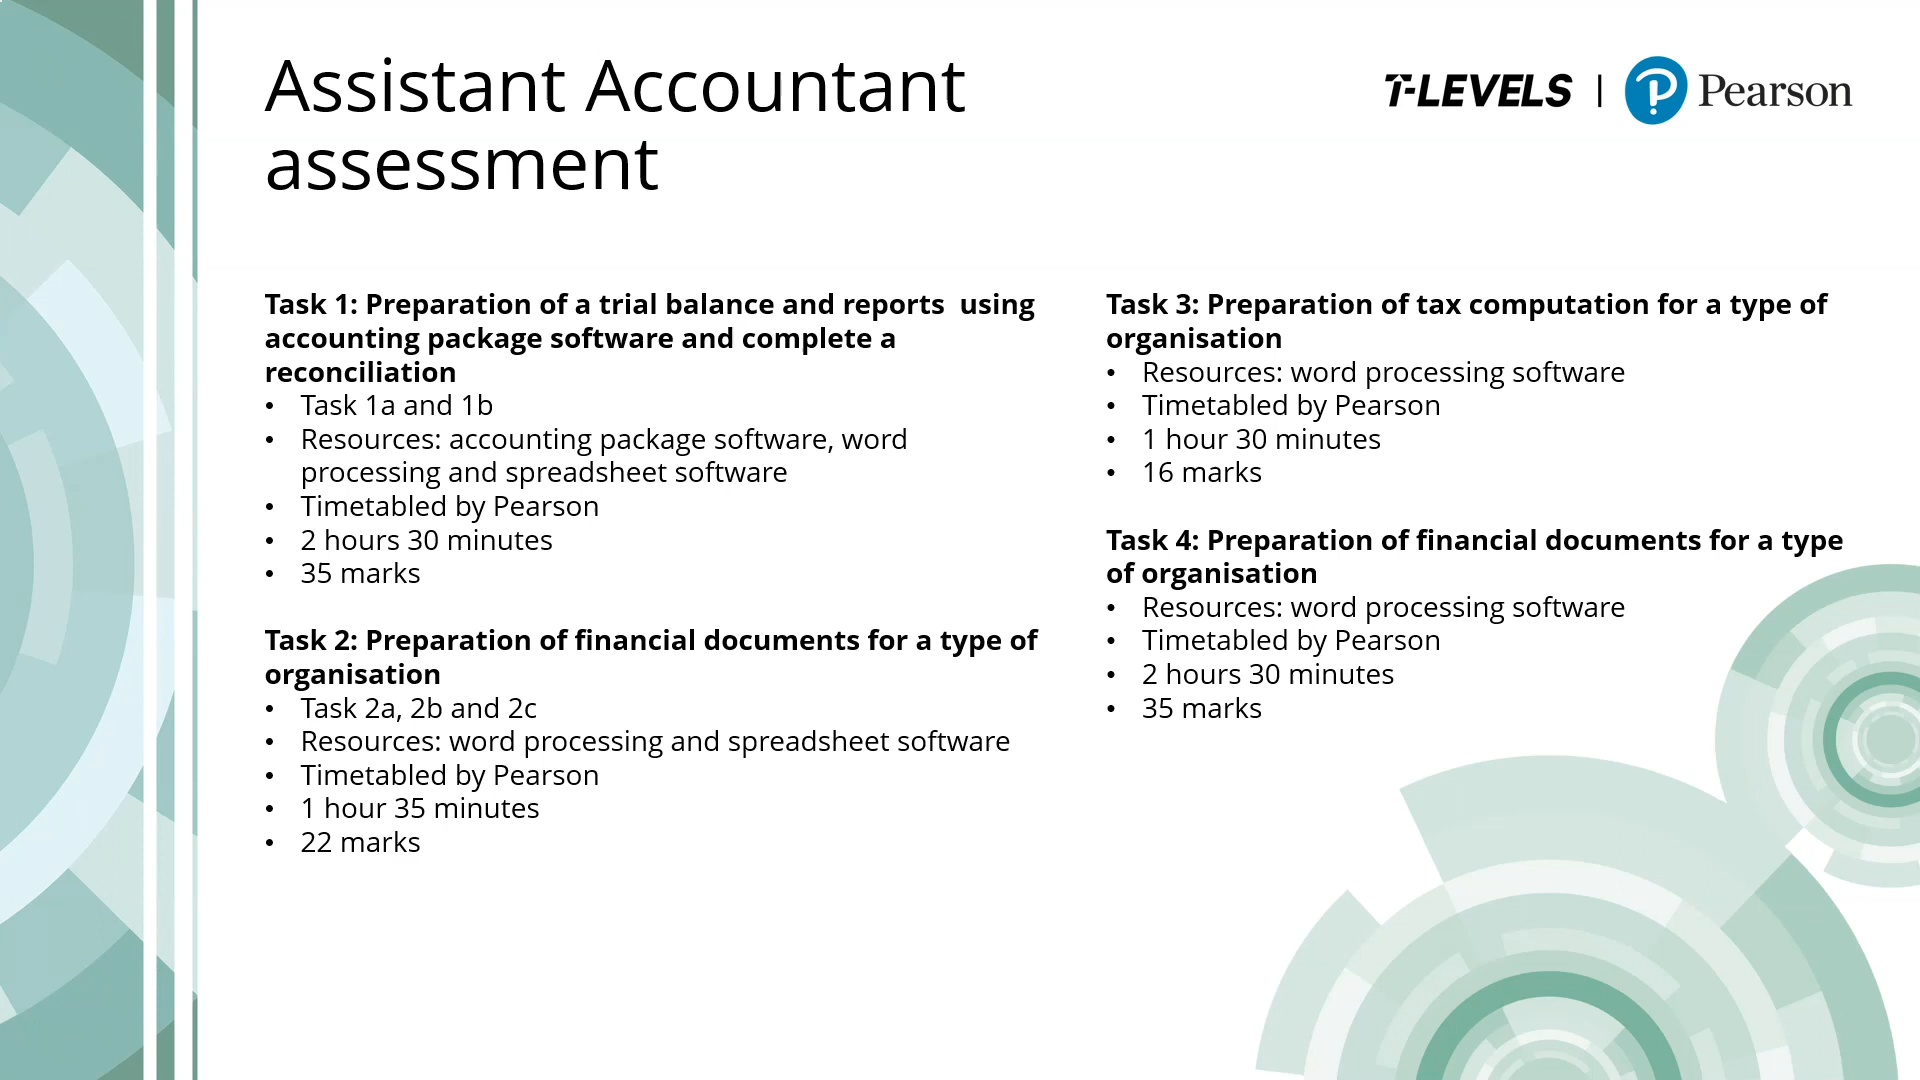 Assistant Accountant
assessment
T-LEVELS | Pearson
Task 1: Preparation of a trial balance and reports  using
accounting package software and complete a
reconciliation
• Task 1a and 1b
• Resources: accounting package software, word
processing and spreadsheet software
• Timetabled by Pearson
• 2 hours 30 minutes
• 35 marks
Task 2: Preparation of financial documents for a type of
organisation
• Task 2a, 2b and 2c
• Resources: word processing and spreadsheet software
• Timetabled by Pearson
• 1 hour 35 minutes
• 22 marks
Task 3: Preparation of tax computation for a type of
organisation
• Resources: word processing software
• Timetabled by Pearson
• 1 hour 30 minutes
• 16 marks
Task 4: Preparation of financial documents for a type
of organisation
• Resources: word processing software
• Timetabled by Pearson
• 2 hours 30 minutes
• 35 marks